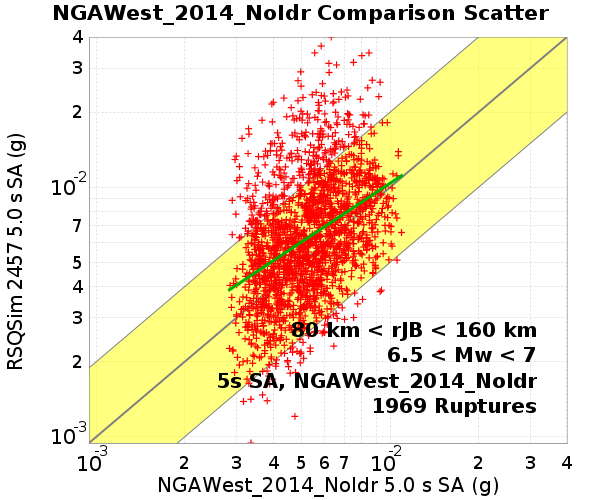 NGAWest_2014_NoIdr Comparison Scatter
4
3
2
10⁻²
7
5
4
3
2
10⁻³
RSQSim 2457 5.0 s SA (g)
80 km < rJB < 160 km
6.5 < Mw < 7
5s SA, NGAWest_2014_NoIdr
1969 Ruptures
10⁻³ 2 3 4 5 6 7 10⁻² 2 3 4
NGAWest_2014_NoIdr 5.0 s SA (g)